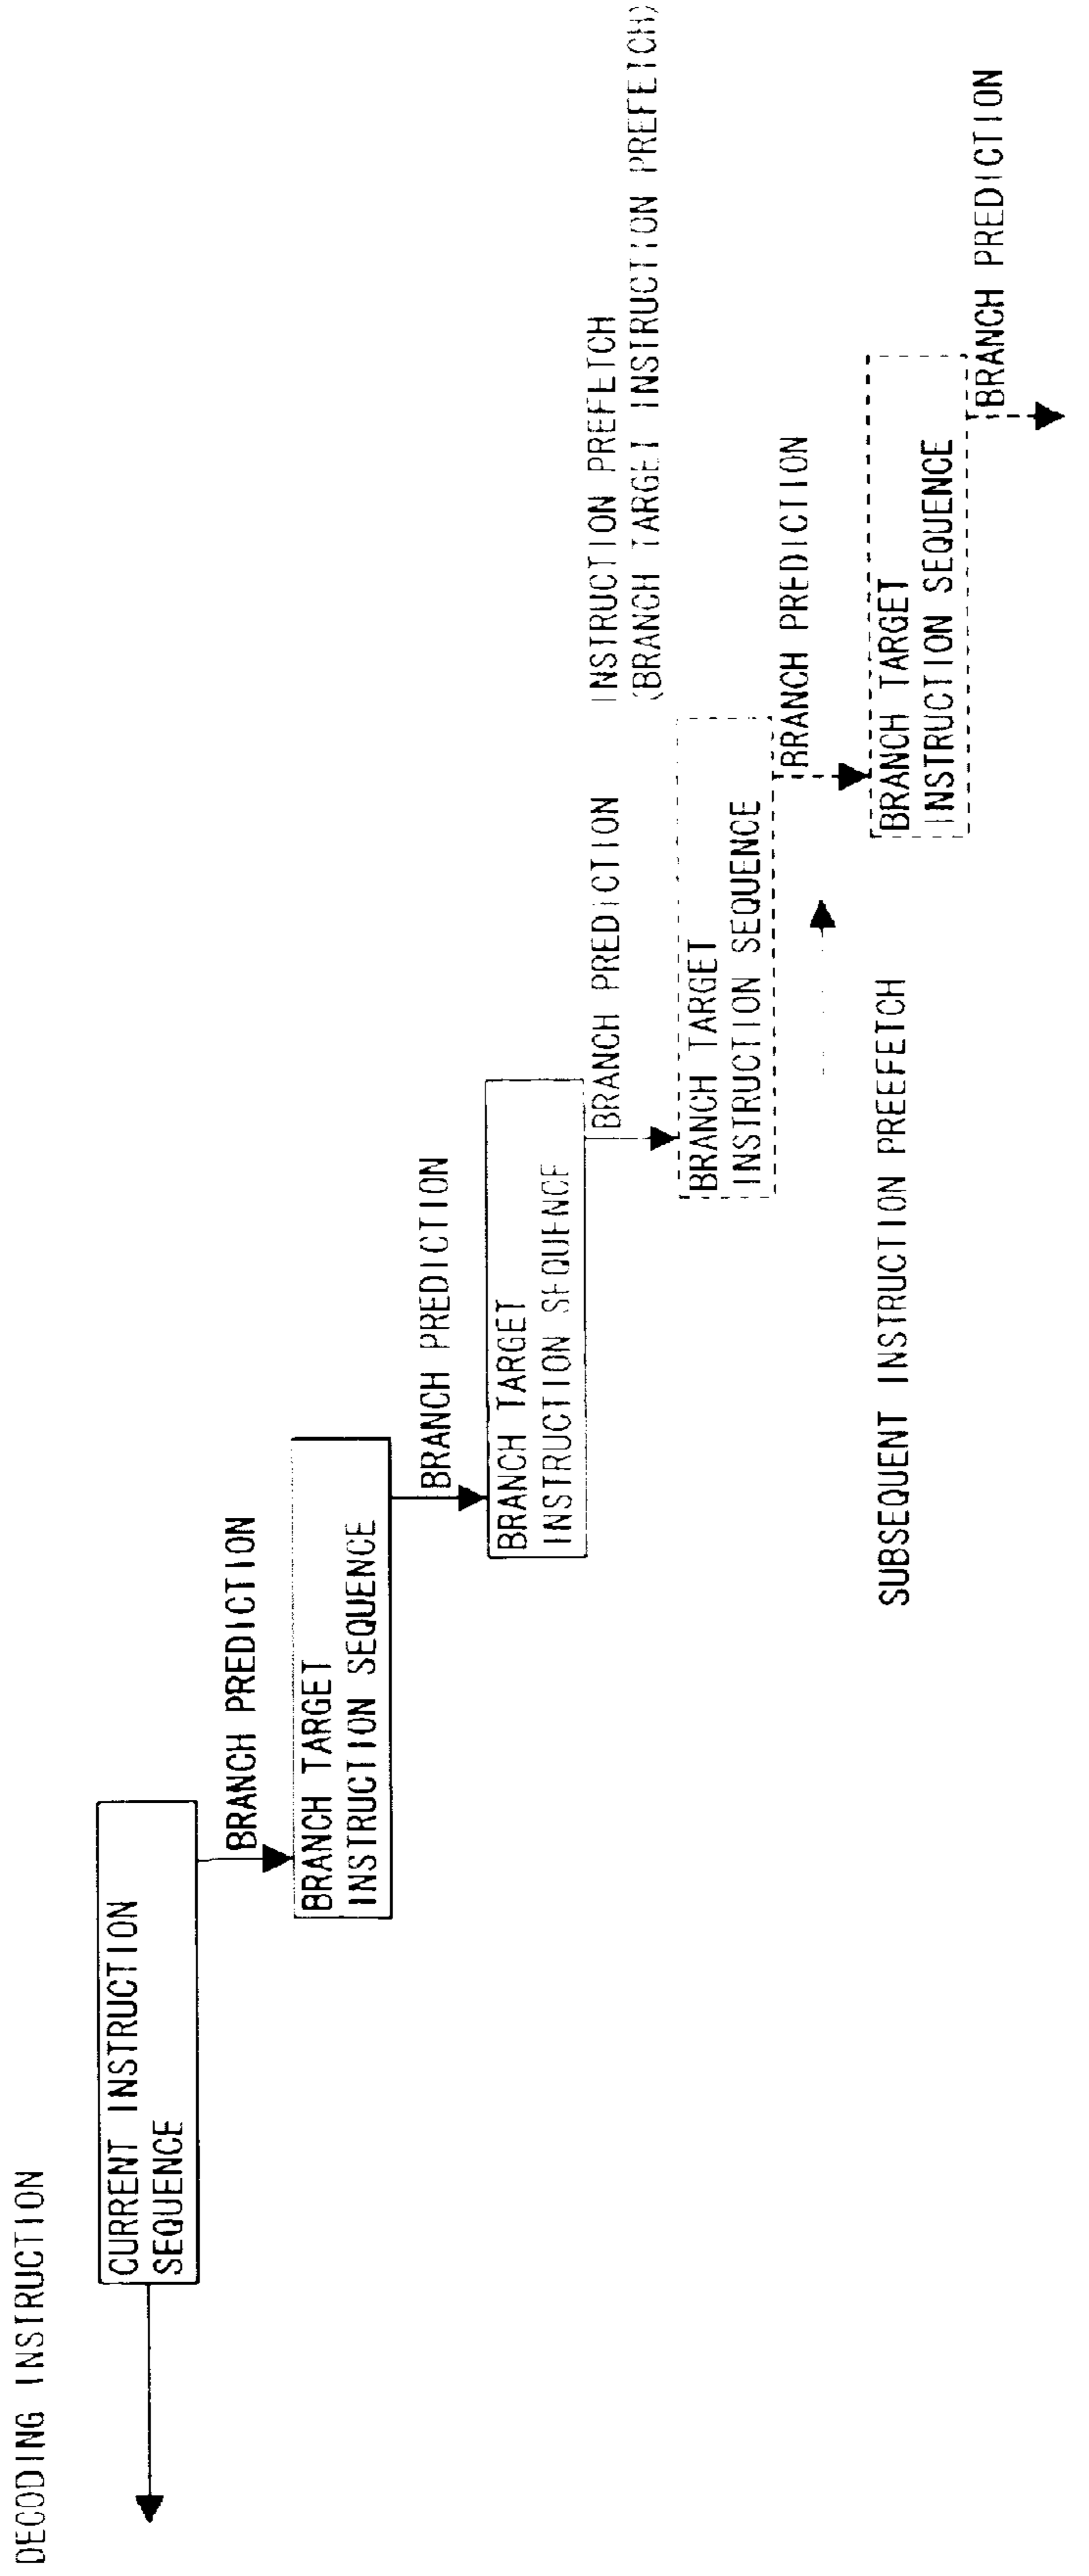 DECODING INSTRUCTION
CURRENT INSTRUCTION
SEQUENCE
BRANCH PREDICTION
BRANCH TARGET
INSTRUCTION SEQUENCE
BRANCH PREDICTION
BRANCH TARGET
INSTRUCTION SEQUENCE
BRANCH PREDICTION
INSTRUCTION PREFETCH
(BRANCH TARGET INSTRUCTION PREFETCH)
BRANCH TARGET
INSTRUCTION SEQUENCE
BRANCH PREDICTION
SUBSEQUENT INSTRUCTION PREEFETCH
BRANCH TARGET
INSTRUCTION SEQUENCE
BRANCH PREDICTION